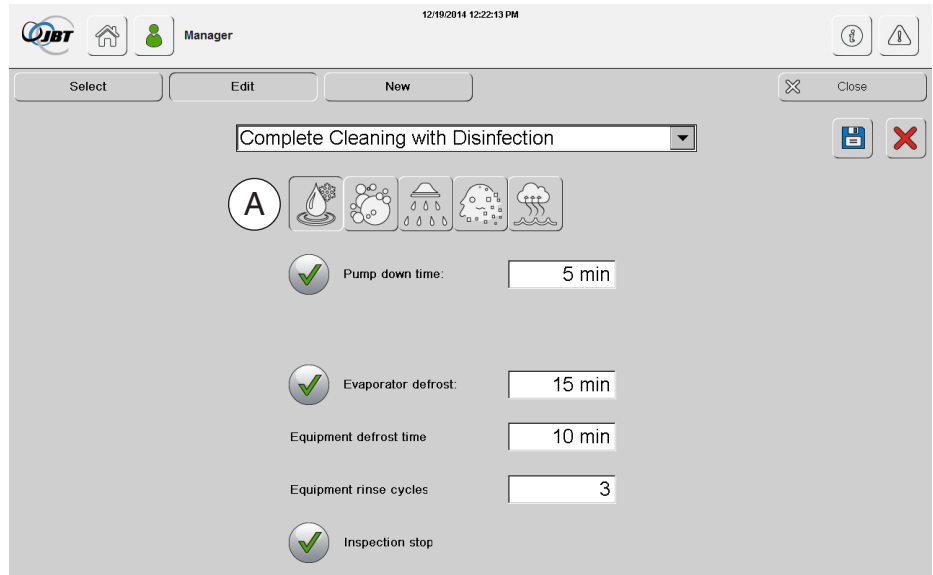 12/19/2014 12:22:13 PM
JBT
Manager
Select Edit New Close
Complete Cleaning with Disinfection
A
Pump down time: 5 min
Evaporator defrost: 15 min
Equipment defrost time 10 min
Equipment rinse cycles 3
Inspection stop